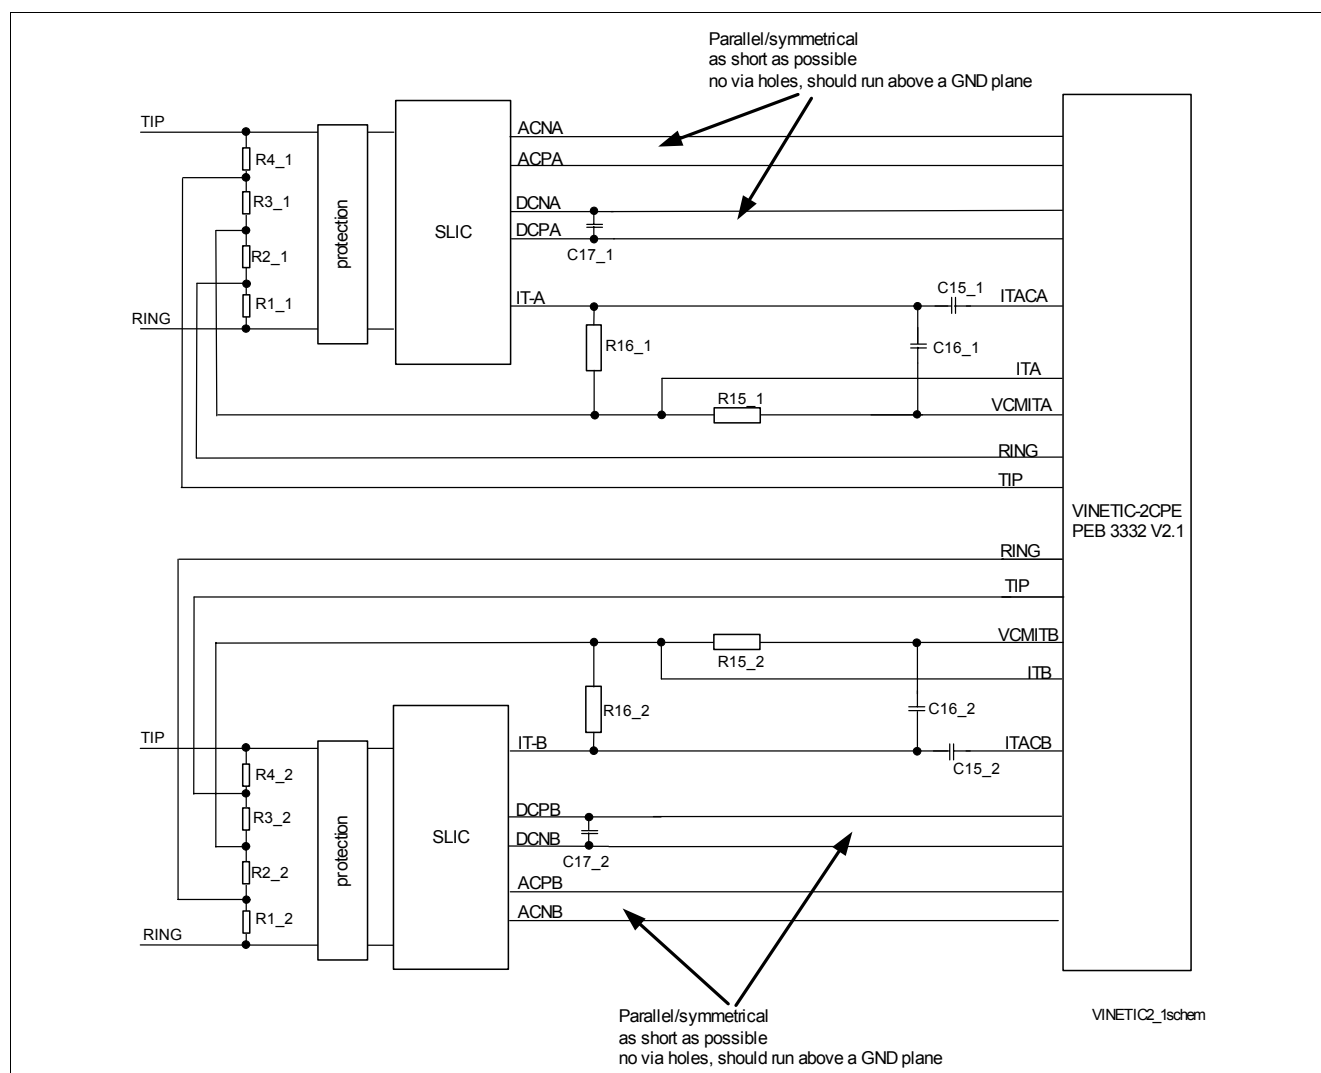 Parallel/symmetrical
as short as possible
no via holes, should run above a GND plane
TIP
ACNA
R4_1
ACPA
R3_1
DCNA
protection
SLIC
DCPA
R2_1
C17_1
R1_1
IT-A
C15_1
ITACA
RING
R16_1
C16_1
ITA
R15_1
VCMITA
RING
TIP
VINETIC-2CPE
PEB 3332 V2.1
RING
TIP
VCMITB
R15_2
ITB
R16_2
C16_2
TIP
IT-B
ITACB
C15_2
R4_2
DCPB
R3_2
protection
SLIC
DCNB
C17_2
R2_2
ACPB
R1_2
ACNB
RING
Parallel/symmetrical
as short as possible
no via holes, should run above a GND plane
VINETIC2_1schem